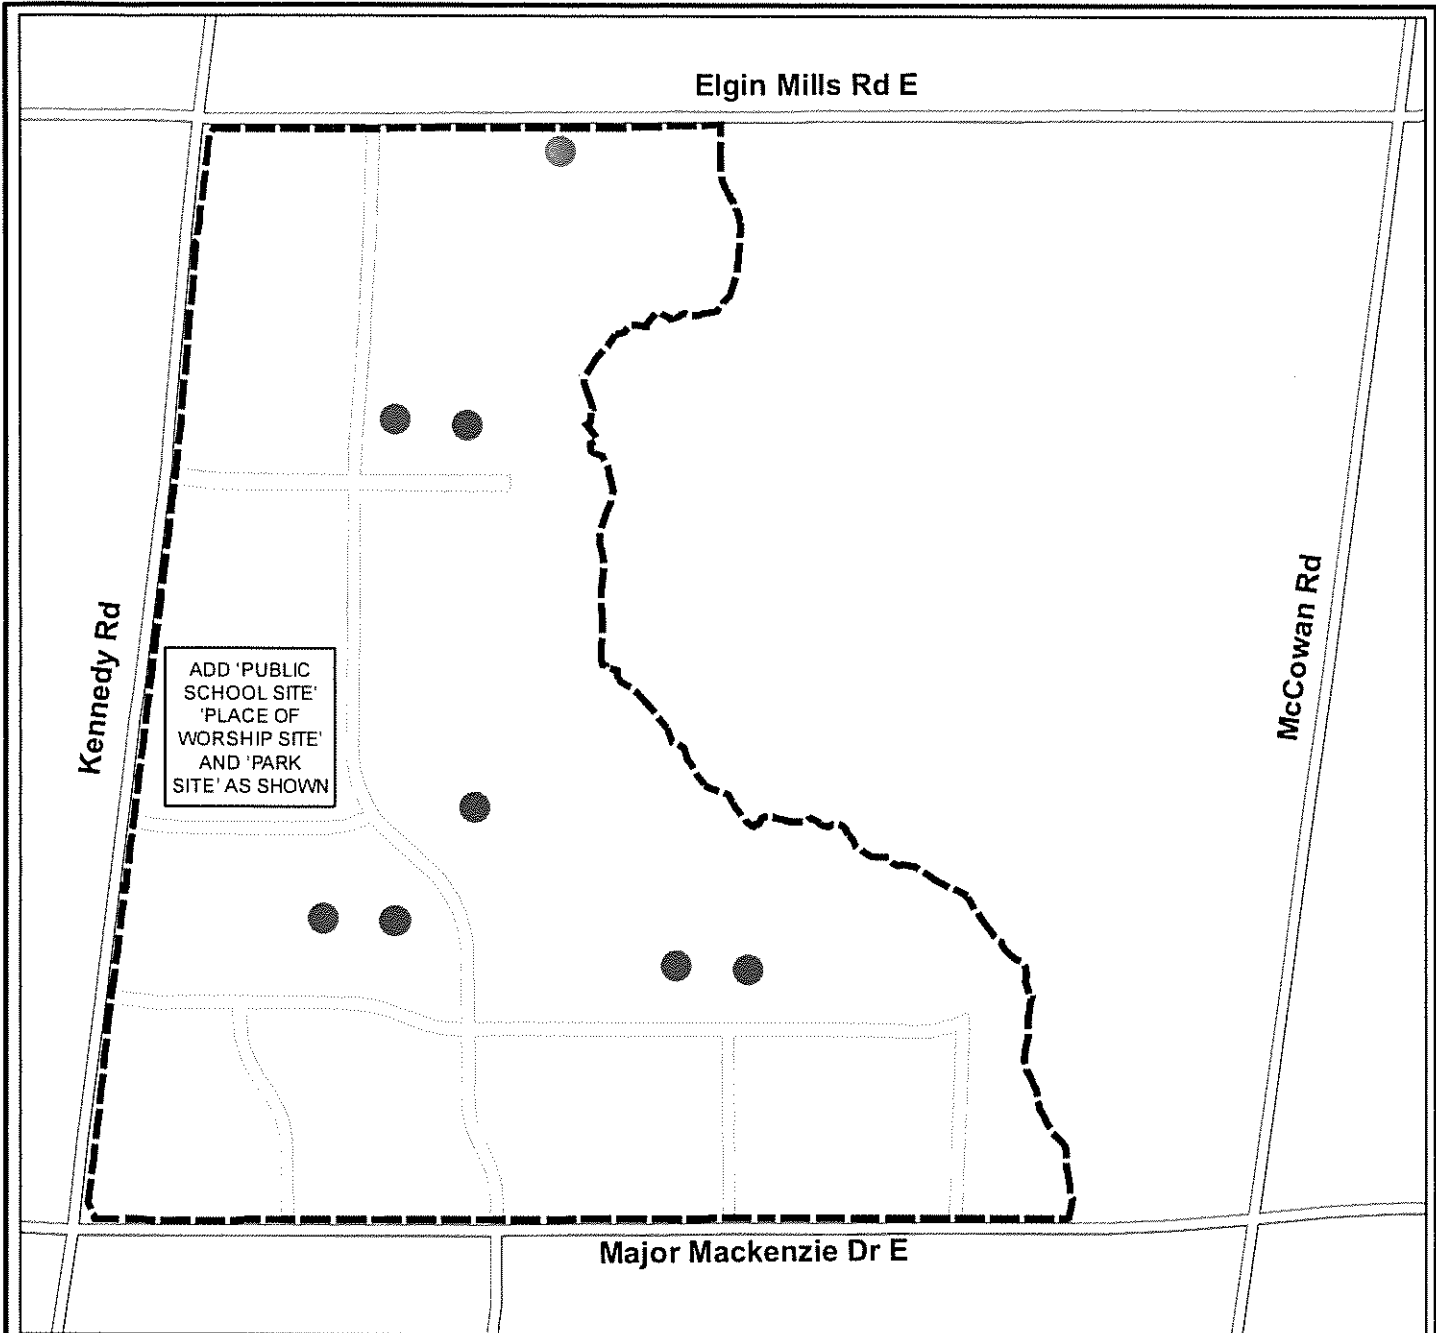 Elgin Mills Rd E
Kennedy Rd
ADD 'PUBLIC
SCHOOL SITE'
'PLACE OF
WORSHIP SITE'
AND 'PARK
SITE' AS SHOWN
McCowan Rd
Major Mackenzie Dr E